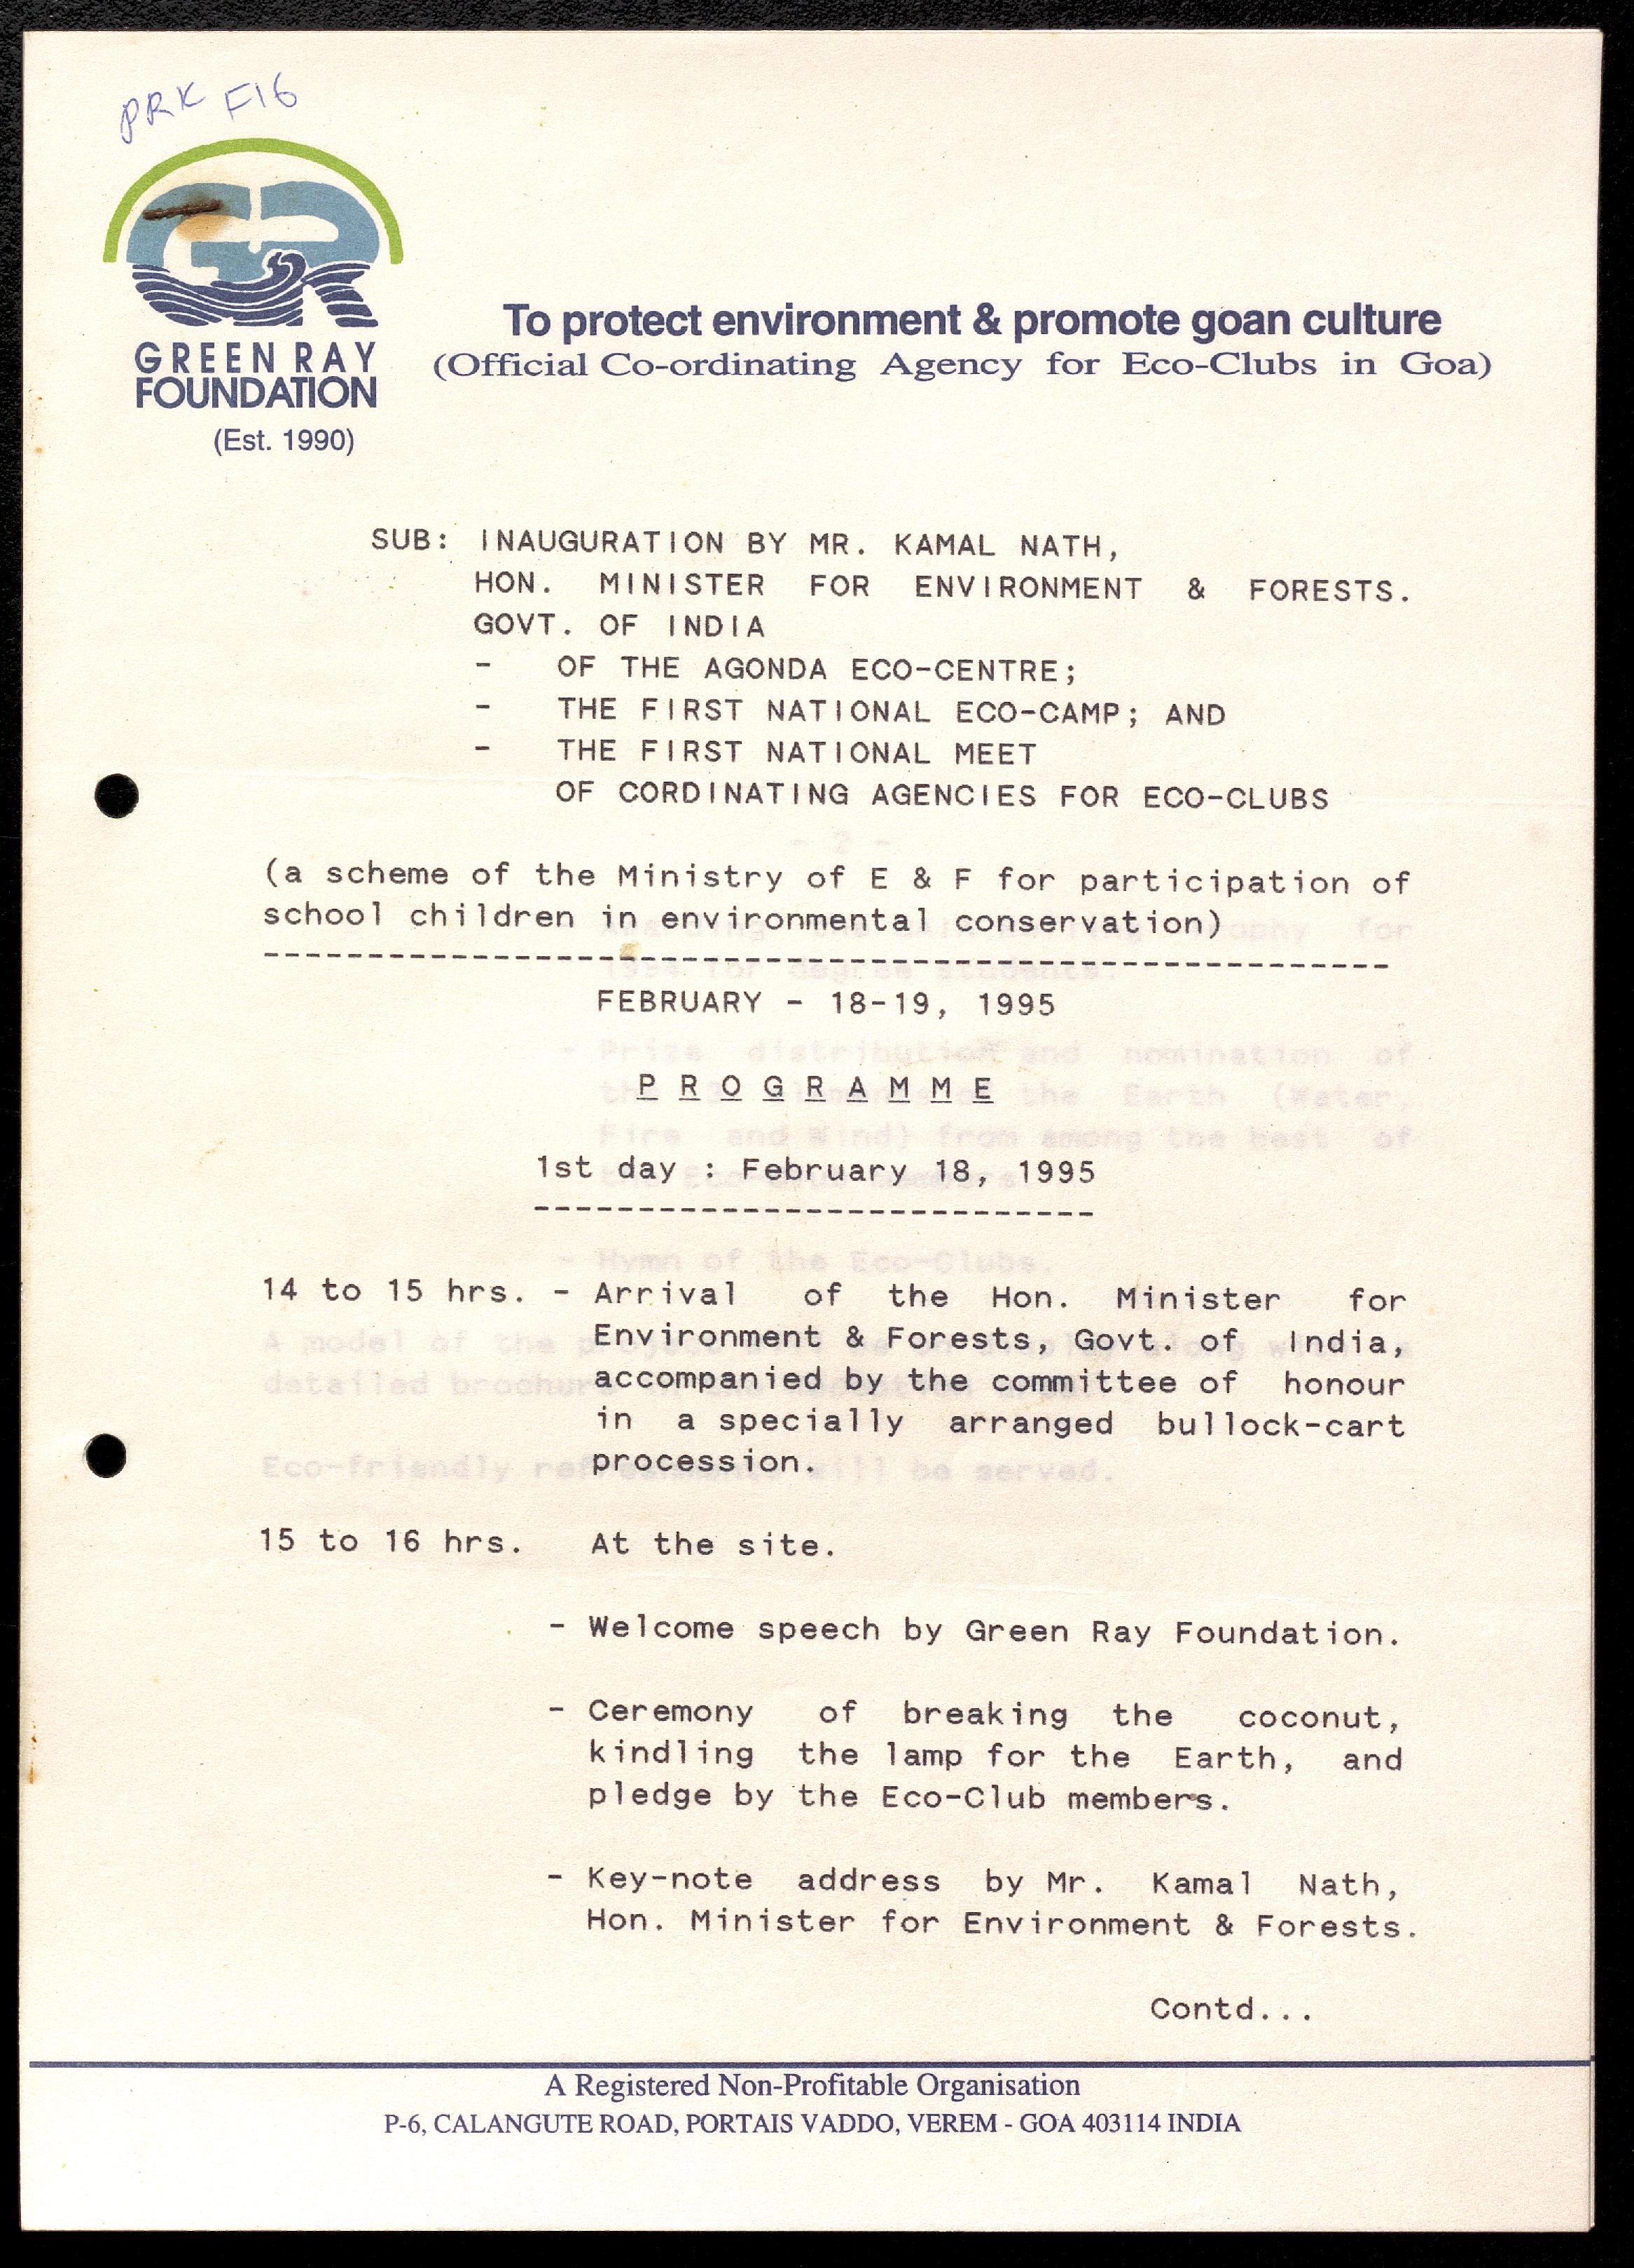 PRK F16
GR
GREEN RAY
FOUNDATION
(Est. 1990)
To protect environment & promote goan culture
(Official Co-ordinating Agency for Eco-Clubs in Goa)
SUB: INAUGURATION BY MR. KAMAL NATH,
HON. MINISTER FOR ENVIRONMENT & FORESTS.
GOVT. OF INDIA
- OF THE AGONDA ECO-CENTRE;
- THE FIRST NATIONAL ECO-CAMP; AND
- THE FIRST NATIONAL MEET
OF CORDINATING AGENCIES FOR ECO-CLUBS
(a scheme of the Ministry of E & F for participation of
school children in environmental conservation)
------------------------------------------------------
FEBRUARY - 18-19, 1995
P R O G R A M M E
1st day : February 18, 1995
---------------------------
14 to 15 hrs. - Arrival of the Hon. Minister for
Environment & Forests, Govt. of India,
accompanied by the committee of honour
in a specially arranged bullock-cart
procession.
15 to 16 hrs. At the site.
- Welcome speech by Green Ray Foundation.
- Ceremony of breaking the coconut,
kindling the lamp for the Earth, and
pledge by the Eco-Club members.
- Key-note address by Mr. Kamal Nath,
Hon. Minister for Environment & Forests.
Contd...
A Registered Non-Profitable Organisation
P-6, CALANGUTE ROAD, PORTAIS VADDO, VEREM - GOA 403114 INDIA